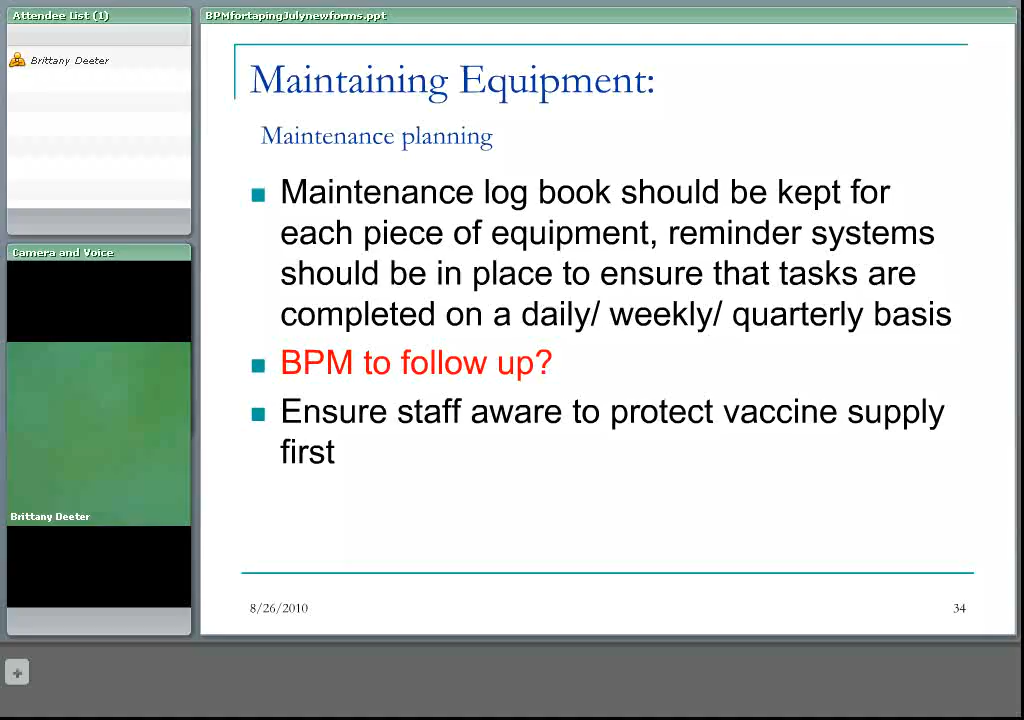 Attendee List (1)
Brittany Deeter
Camera and Voice
Brittany Deeter
BPMfortapingJulynewforms.ppt
Maintaining Equipment:
Maintenance planning
Maintenance log book should be kept for
each piece of equipment, reminder systems
should be in place to ensure that tasks are
completed on a daily/ weekly/ quarterly basis
BPM to follow up?
Ensure staff aware to protect vaccine supply
first
8/26/2010
34